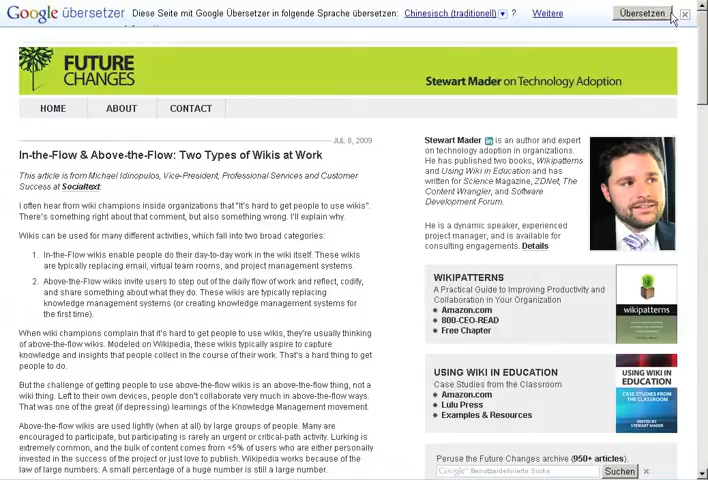 Google übersetzer Diese Seite mit Google Übersetzer in folgende Sprache übersetzen: Chinesisch (traditionell) ? Weitere Übersetzen
FUTURE
CHANGES
Stewart Mader on Technology Adoption
HOME ABOUT CONTACT
JUL 8, 2009
In-the-Flow & Above-the-Flow: Two Types of Wikis at Work
This article is from Michael Idinopulos, Vice-President, Professional Services and Customer
Success at Socialtext:
I often hear from wiki champions inside organizations that "It's hard to get people to use wikis".
There's something right about that comment, but also something wrong. I'll explain why.
Wikis can be used for many different activities, which fall into two broad categories:
1. In-the-Flow wikis enable people do their day-to-day work in the wiki itself. These wikis
are typically replacing email, virtual team rooms, and project management systems.
2. Above-the-Flow wikis invite users to step out of the daily flow of work and reflect, codify,
and share something about what they do. These wikis are typically replacing
knowledge management systems (or creating knowledge management systems for
the first time).
When wiki champions complain that it's hard to get people to use wikis, they're usually thinking
of above-the-flow wikis. Modeled on Wikipedia, these wikis typically aspire to capture
knowledge and insights that people collect in the course of their work. That's a hard thing to get
people to do.
But the challenge of getting people to use above-the-flow wikis is an above-the-flow thing, not a
wiki thing. Left to their own devices, people don't collaborate very much in above-the-flow ways.
That was one of the great (if depressing) learnings of the Knowledge Management movement.
Above-the-flow wikis are used lightly (when at all) by large groups of people. Many are
encouraged to participate, but participating is rarely an urgent or critical-path activity. Lurking is
extremely common, and the bulk of content comes from <5% of users who are either personally
invested in the success of the project or just love to publish. Wikipedia works because of the
law of large numbers: A small percentage of a huge number is still a large number.
Stewart Mader in is an author and expert
on technology adoption in organizations.
He has published two books, Wikipatterns
and Using Wiki in Education and has
written for Science Magazine, ZDNet, The
Content Wrangler, and Software
Development Forum.
He is a dynamic speaker, experienced
project manager, and is available for
consulting engagements. Details
WIKIPATTERNS
A Practical Guide to Improving Productivity and
Collaboration in Your Organization
Amazon.com
800-CEO-READ
Free Chapter
wikipatterns
USING WIKI IN EDUCATION
Case Studies from the Classroom
Amazon.com
Lulu Press
Examples & Resources
USING WIKI IN
EDUCATION
CASE STUDIES FROM
THE CLASSROOM
EDITED BY
STEWART MADER
Peruse the Future Changes archive (950+ articles):
Google Benutzerdefinierte Suche Suchen